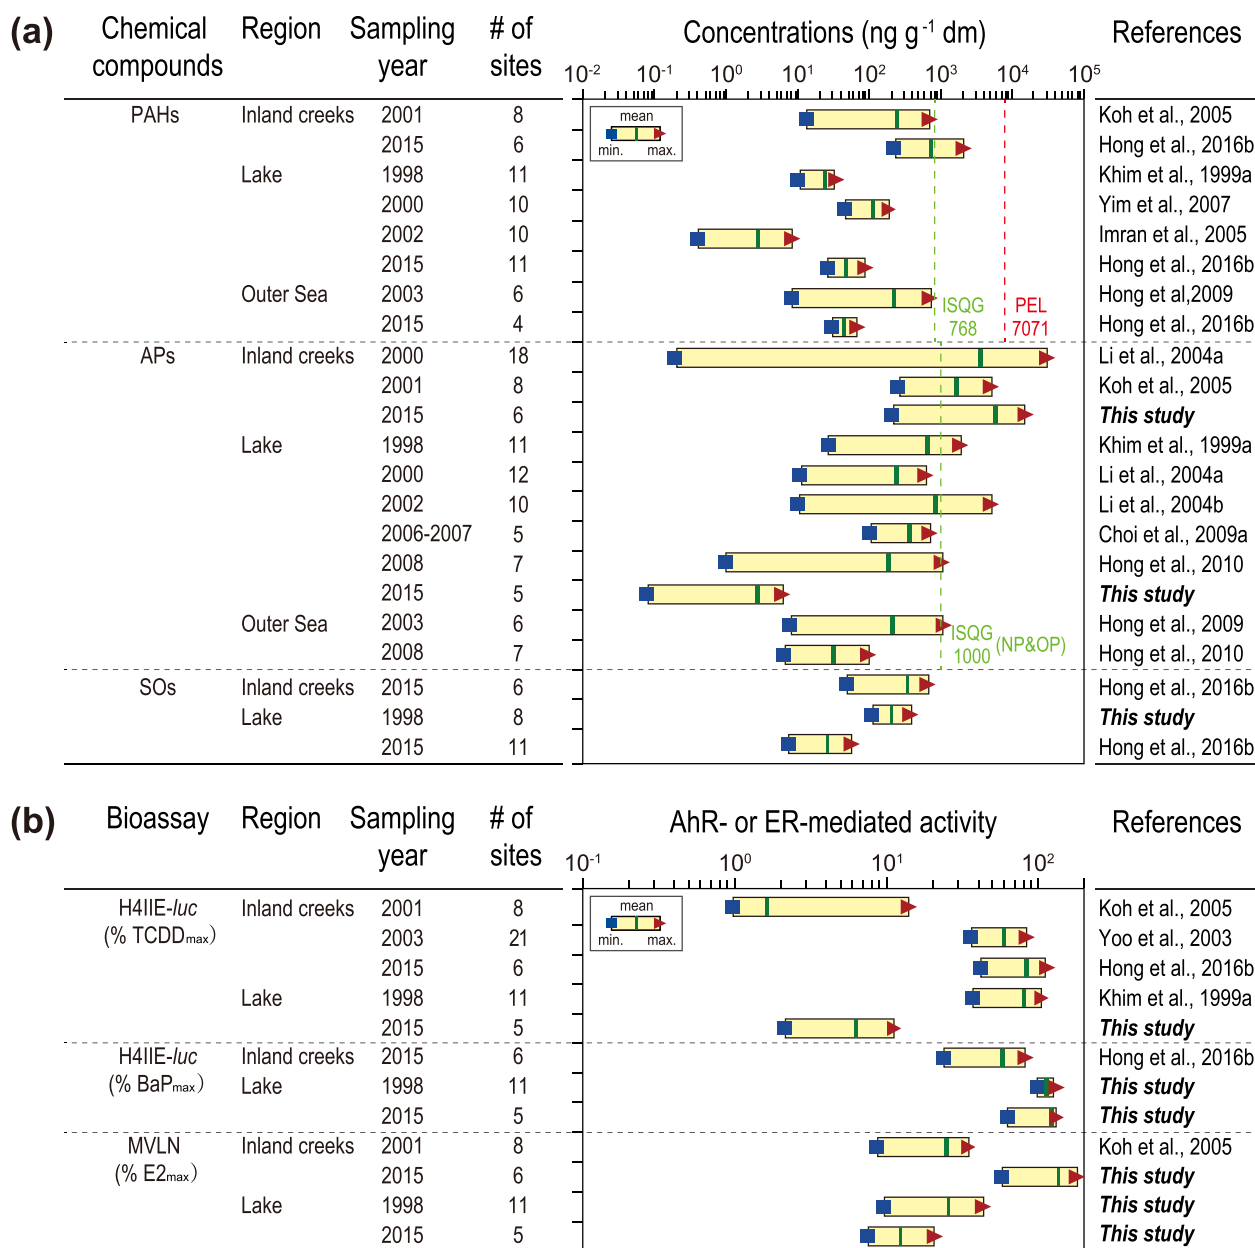 (a) Chemical compounds Region Sampling year # of sites Concentrations (ng g-1 dm) References
10-2 10-1 100 101 102 103 104 105
mean
min. max.
PAHs Inland creeks 2001 8 Koh et al., 2005
2015 6 Hong et al., 2016b
Lake 1998 11 Khim et al., 1999a
2000 10 Yim et al., 2007
2002 10 Imran et al., 2005
2015 11 Hong et al., 2016b
Outer Sea 2003 6 Hong et al,2009
2015 4 Hong et al., 2016b
ISQG 768
PEL 7071
APs Inland creeks 2000 18 Li et al., 2004a
2001 8 Koh et al., 2005
2015 6 This study
Lake 1998 11 Khim et al., 1999a
2000 12 Li et al., 2004a
2002 10 Li et al., 2004b
2006-2007 5 Choi et al., 2009a
2008 7 Hong et al., 2010
2015 5 This study
Outer Sea 2003 6 Hong et al., 2009
2008 7 Hong et al., 2010
ISQG 1000 (NP&OP)
SOs Inland creeks 2015 6 Hong et al., 2016b
Lake 1998 8 This study
2015 11 Hong et al., 2016b
(b) Bioassay Region Sampling year # of sites AhR- or ER-mediated activity References
10-1 100 101 102
mean
min. max.
H4IIE-luc Inland creeks 2001 8 Koh et al., 2005
(% TCDDmax) 2003 21 Yoo et al., 2003
2015 6 Hong et al., 2016b
Lake 1998 11 Khim et al., 1999a
2015 5 This study
H4IIE-luc Inland creeks 2015 6 Hong et al., 2016b
(% BaPmax) Lake 1998 11 This study
2015 5 This study
MVLN Inland creeks 2001 8 Koh et al., 2005
(% E2max) 2015 6 This study
Lake 1998 11 This study
2015 5 This study